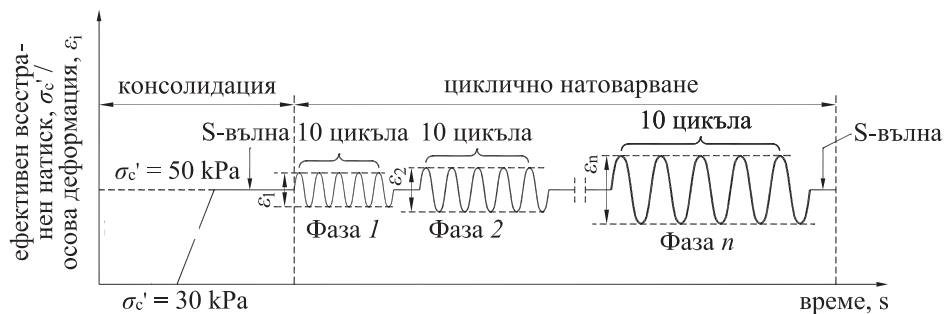 ефективен всестра-
нен натиск, σc'/
осова деформация, εi
консолидация
циклично натоварване
S-вълна
10 цикъла
10 цикъла
10 цикъла
S-вълна
σc' = 50 kPa
ε1
ε2
εn
Фаза 1
Фаза 2
Фаза n
σc' = 30 kPa
време, s